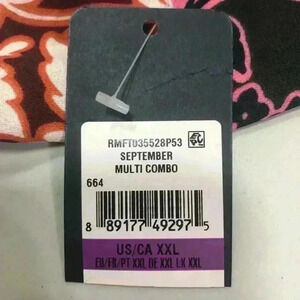 RMFT035528P53
SEPTEMBER
MULTI COMBO
664
8 89177 49297 5
US/CA XXL
EU/FR/PT XXL DE XXL LX XXL